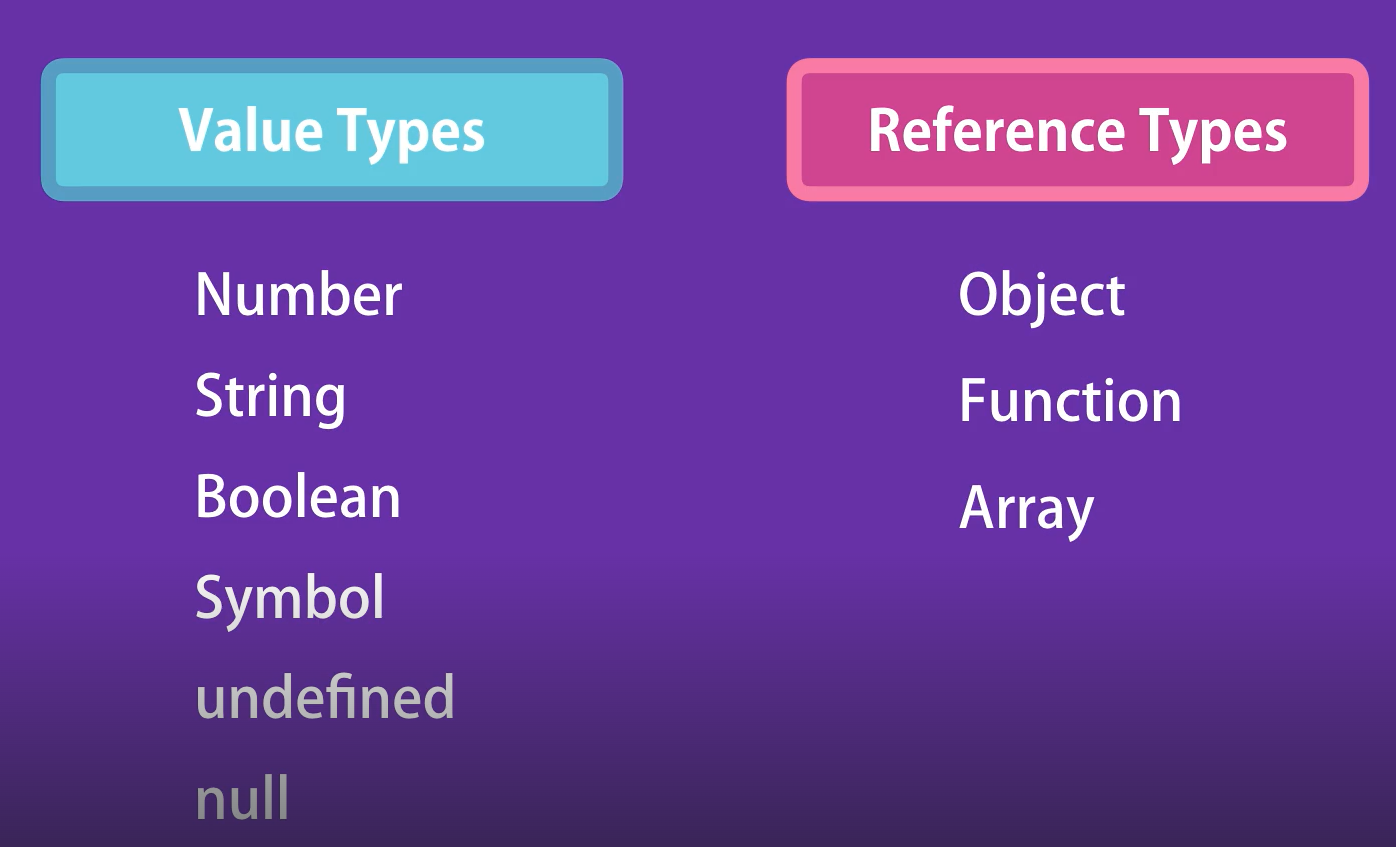 Value Types
Number
String
Boolean
Symbol
undefined
null
Reference Types
Object
Function
Array